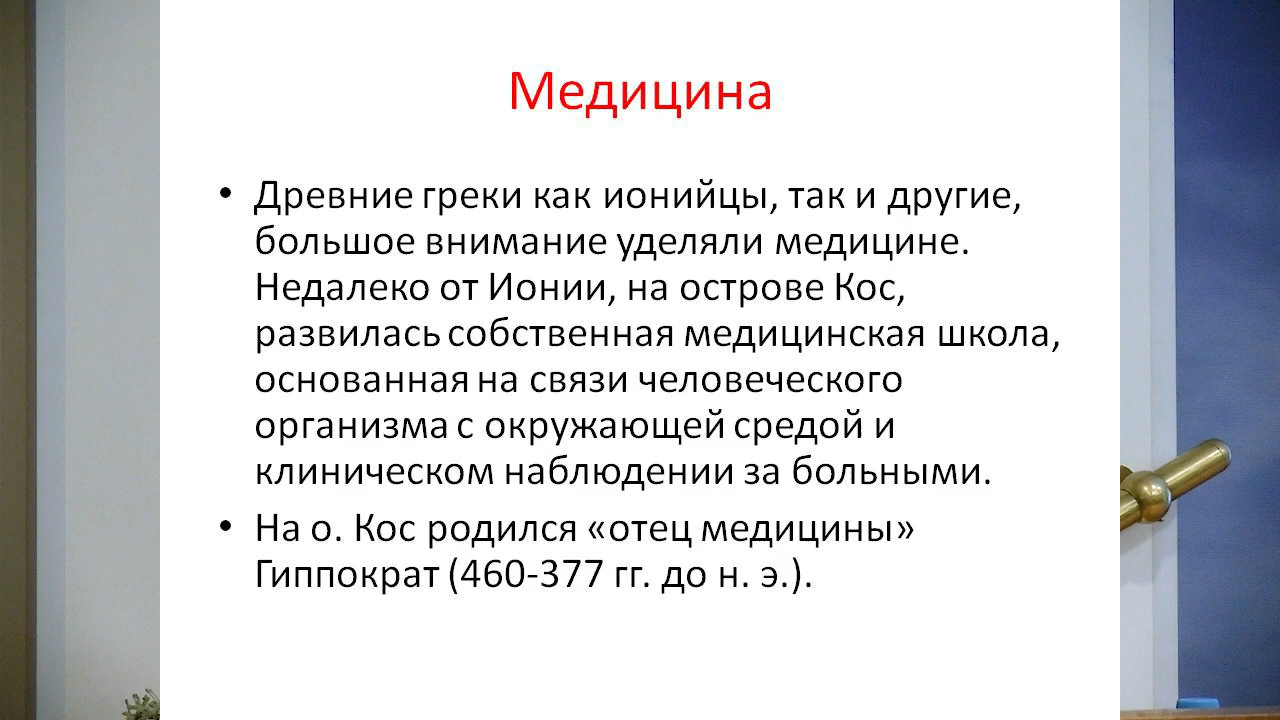 Медицина
• Древние греки как ионийцы, так и другие,
большое внимание уделяли медицине.
Недалеко от Ионии, на острове Кос,
развилась собственная медицинская школа,
основанная на связи человеческого
организма с окружающей средой и
клиническом наблюдении за больными.
• На о. Кос родился «отец медицины»
Гиппократ (460-377 гг. до н. э.).